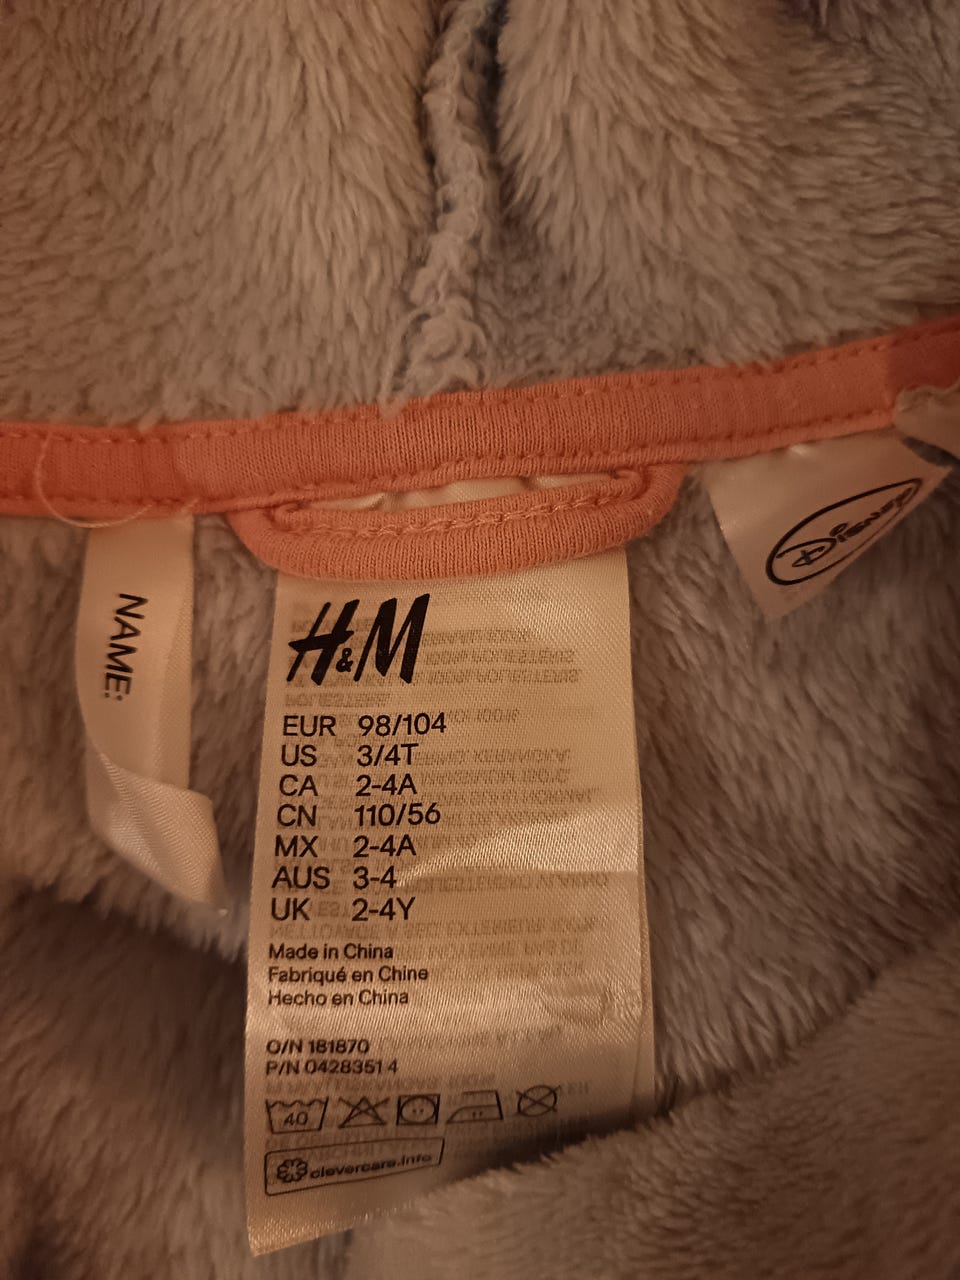 NAME:
Disney
H&M
EUR 98/104
US 3/4T
CA 2-4A
CN 110/56
MX 2-4A
AUS 3-4
UK 2-4Y
Made in China
Fabriqué en Chine
Hecho en China
O/N 181870
P/N 0428351 4
40
clevercare.info